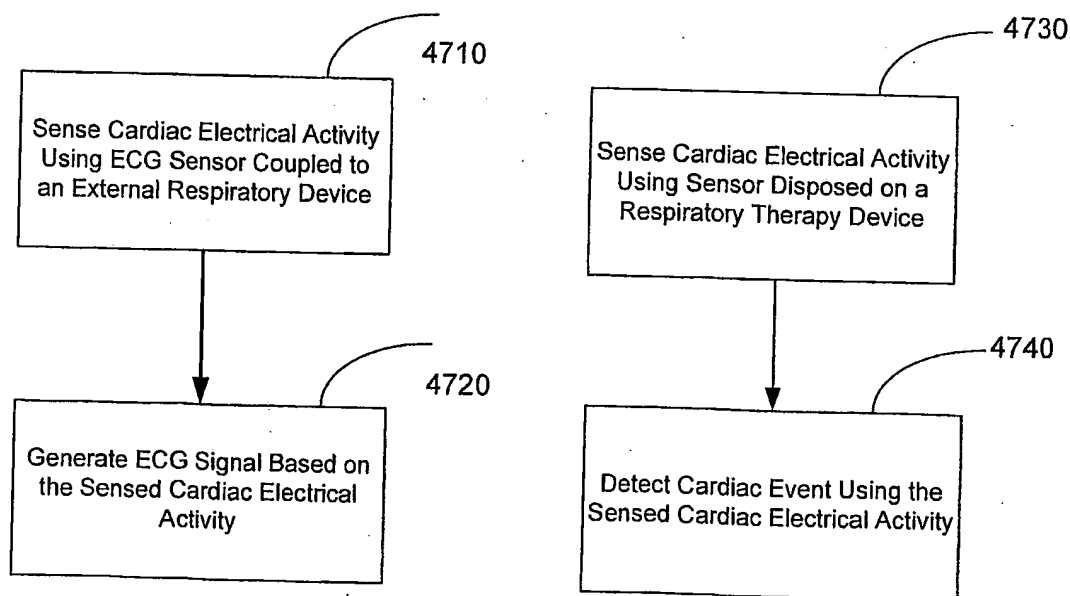 4710
Sense Cardiac Electrical Activity
Using ECG Sensor Coupled to
an External Respiratory Device
4720
Generate ECG Signal Based on
the Sensed Cardiac Electrical
Activity
4730
Sense Cardiac Electrical Activity
Using Sensor Disposed on a
Respiratory Therapy Device
4740
Detect Cardiac Event Using the
Sensed Cardiac Electrical Activity